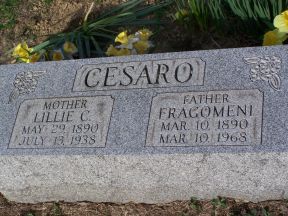 CESARO
MOTHER
LILLIE C.
MAY 29 1890
JULY 13 1938
FATHER
FRAGOMENI
MAR. 10, 1890
MAR. 10, 1968